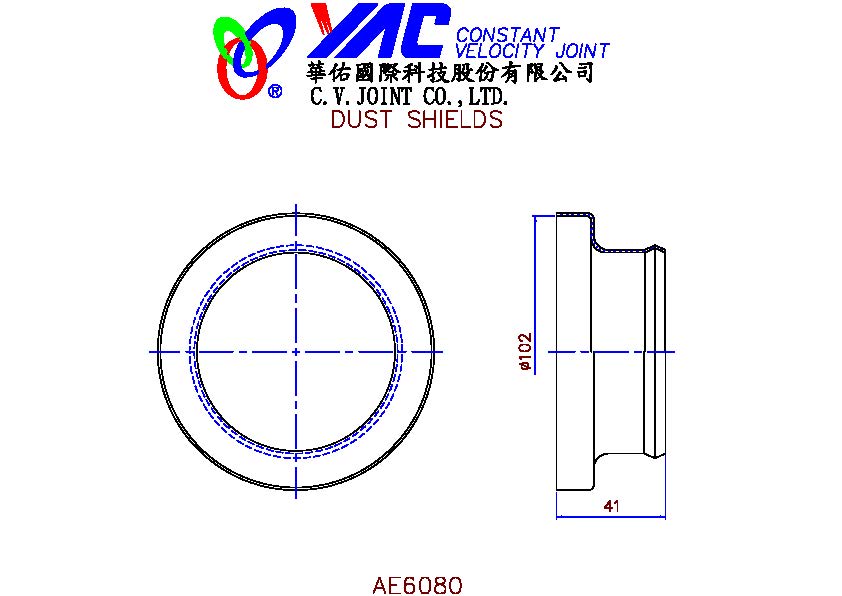 YAC CONSTANT
VELOCITY JOINT
®
華佑國際科技股份有限公司
C.V.JOINT CO.,LTD.
DUST SHIELDS
ø102
41
AE6080